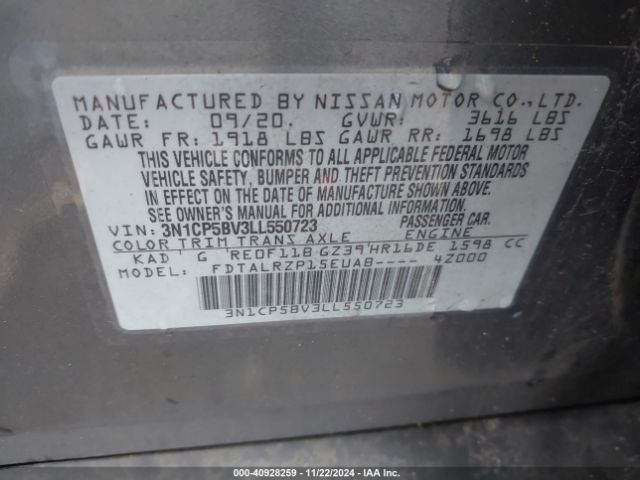 MANUFACTURED BY NISSAN MOTOR CO.,LTD.
DATE: 09/20. GVWR: 3616 LBS
GAWR FR: 1918 LBS GAWR RR: 1698 LBS
THIS VEHICLE CONFORMS TO ALL APPLICABLE FEDERAL MOTOR
VEHICLE SAFETY, BUMPER AND THEFT PREVENTION STANDARDS
IN EFFECT ON THE DATE OF MANUFACTURE SHOWN ABOVE.
SEE OWNER'S MANUAL FOR ADDITIONAL INFORMATION.
VIN: 3N1CP5BV3LL550723 PASSENGER CAR.
COLOR TRIM TRANS AXLE ENGINE
KAD G RE0F11B GZ39 HR16DE 1598 CC
FDTALRZP15EUAB---- 4Z000
3N1CP5BV3LL550723
000-40928259 - 11/22/2024 - IAA Inc.